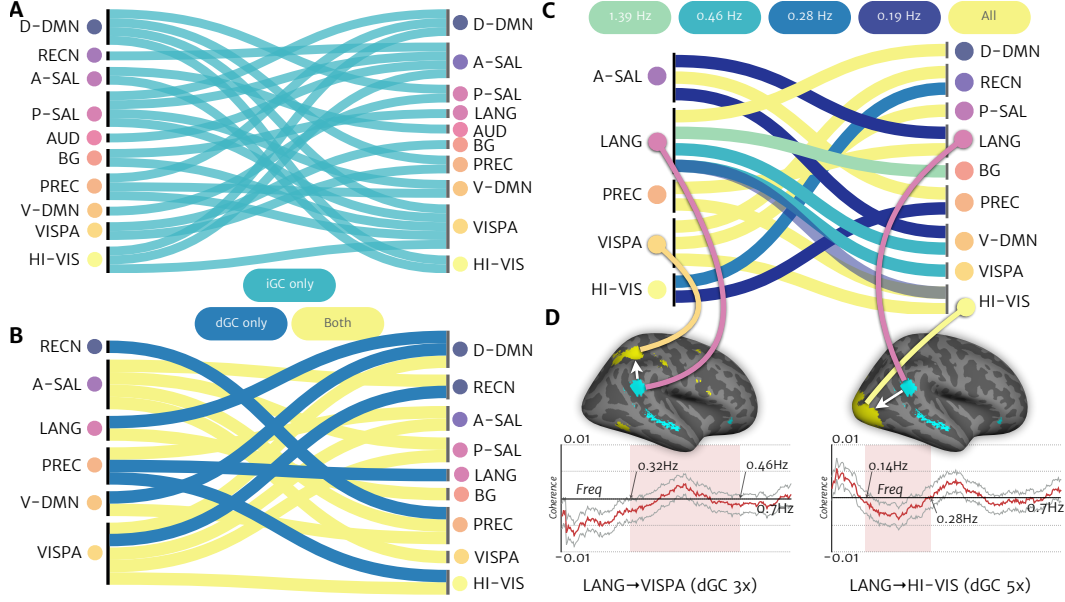 A
D-DMN
RECN
A-SAL
P-SAL
AUD
BG
PREC
V-DMN
VISPA
HI-VIS
D-DMN
A-SAL
P-SAL
LANG
AUD
BG
PREC
V-DMN
VISPA
HI-VIS
iGC only
dGC only
Both
B
RECN
A-SAL
LANG
PREC
V-DMN
VISPA
D-DMN
RECN
A-SAL
P-SAL
LANG
BG
PREC
VISPA
HI-VIS
C
1.39 Hz
0.46 Hz
0.28 Hz
0.19 Hz
All
A-SAL
LANG
PREC
VISPA
HI-VIS
D-DMN
RECN
P-SAL
LANG
BG
PREC
V-DMN
VISPA
HI-VIS
D
0.01
0.32Hz
0.46Hz
Coherence
Freq
0.7Hz
−0.01
LANG→VISPA (dGC 3x)
0.01
0.14Hz
Coherence
Freq
0.7Hz
0.28Hz
−0.01
LANG→HI-VIS (dGC 5x)